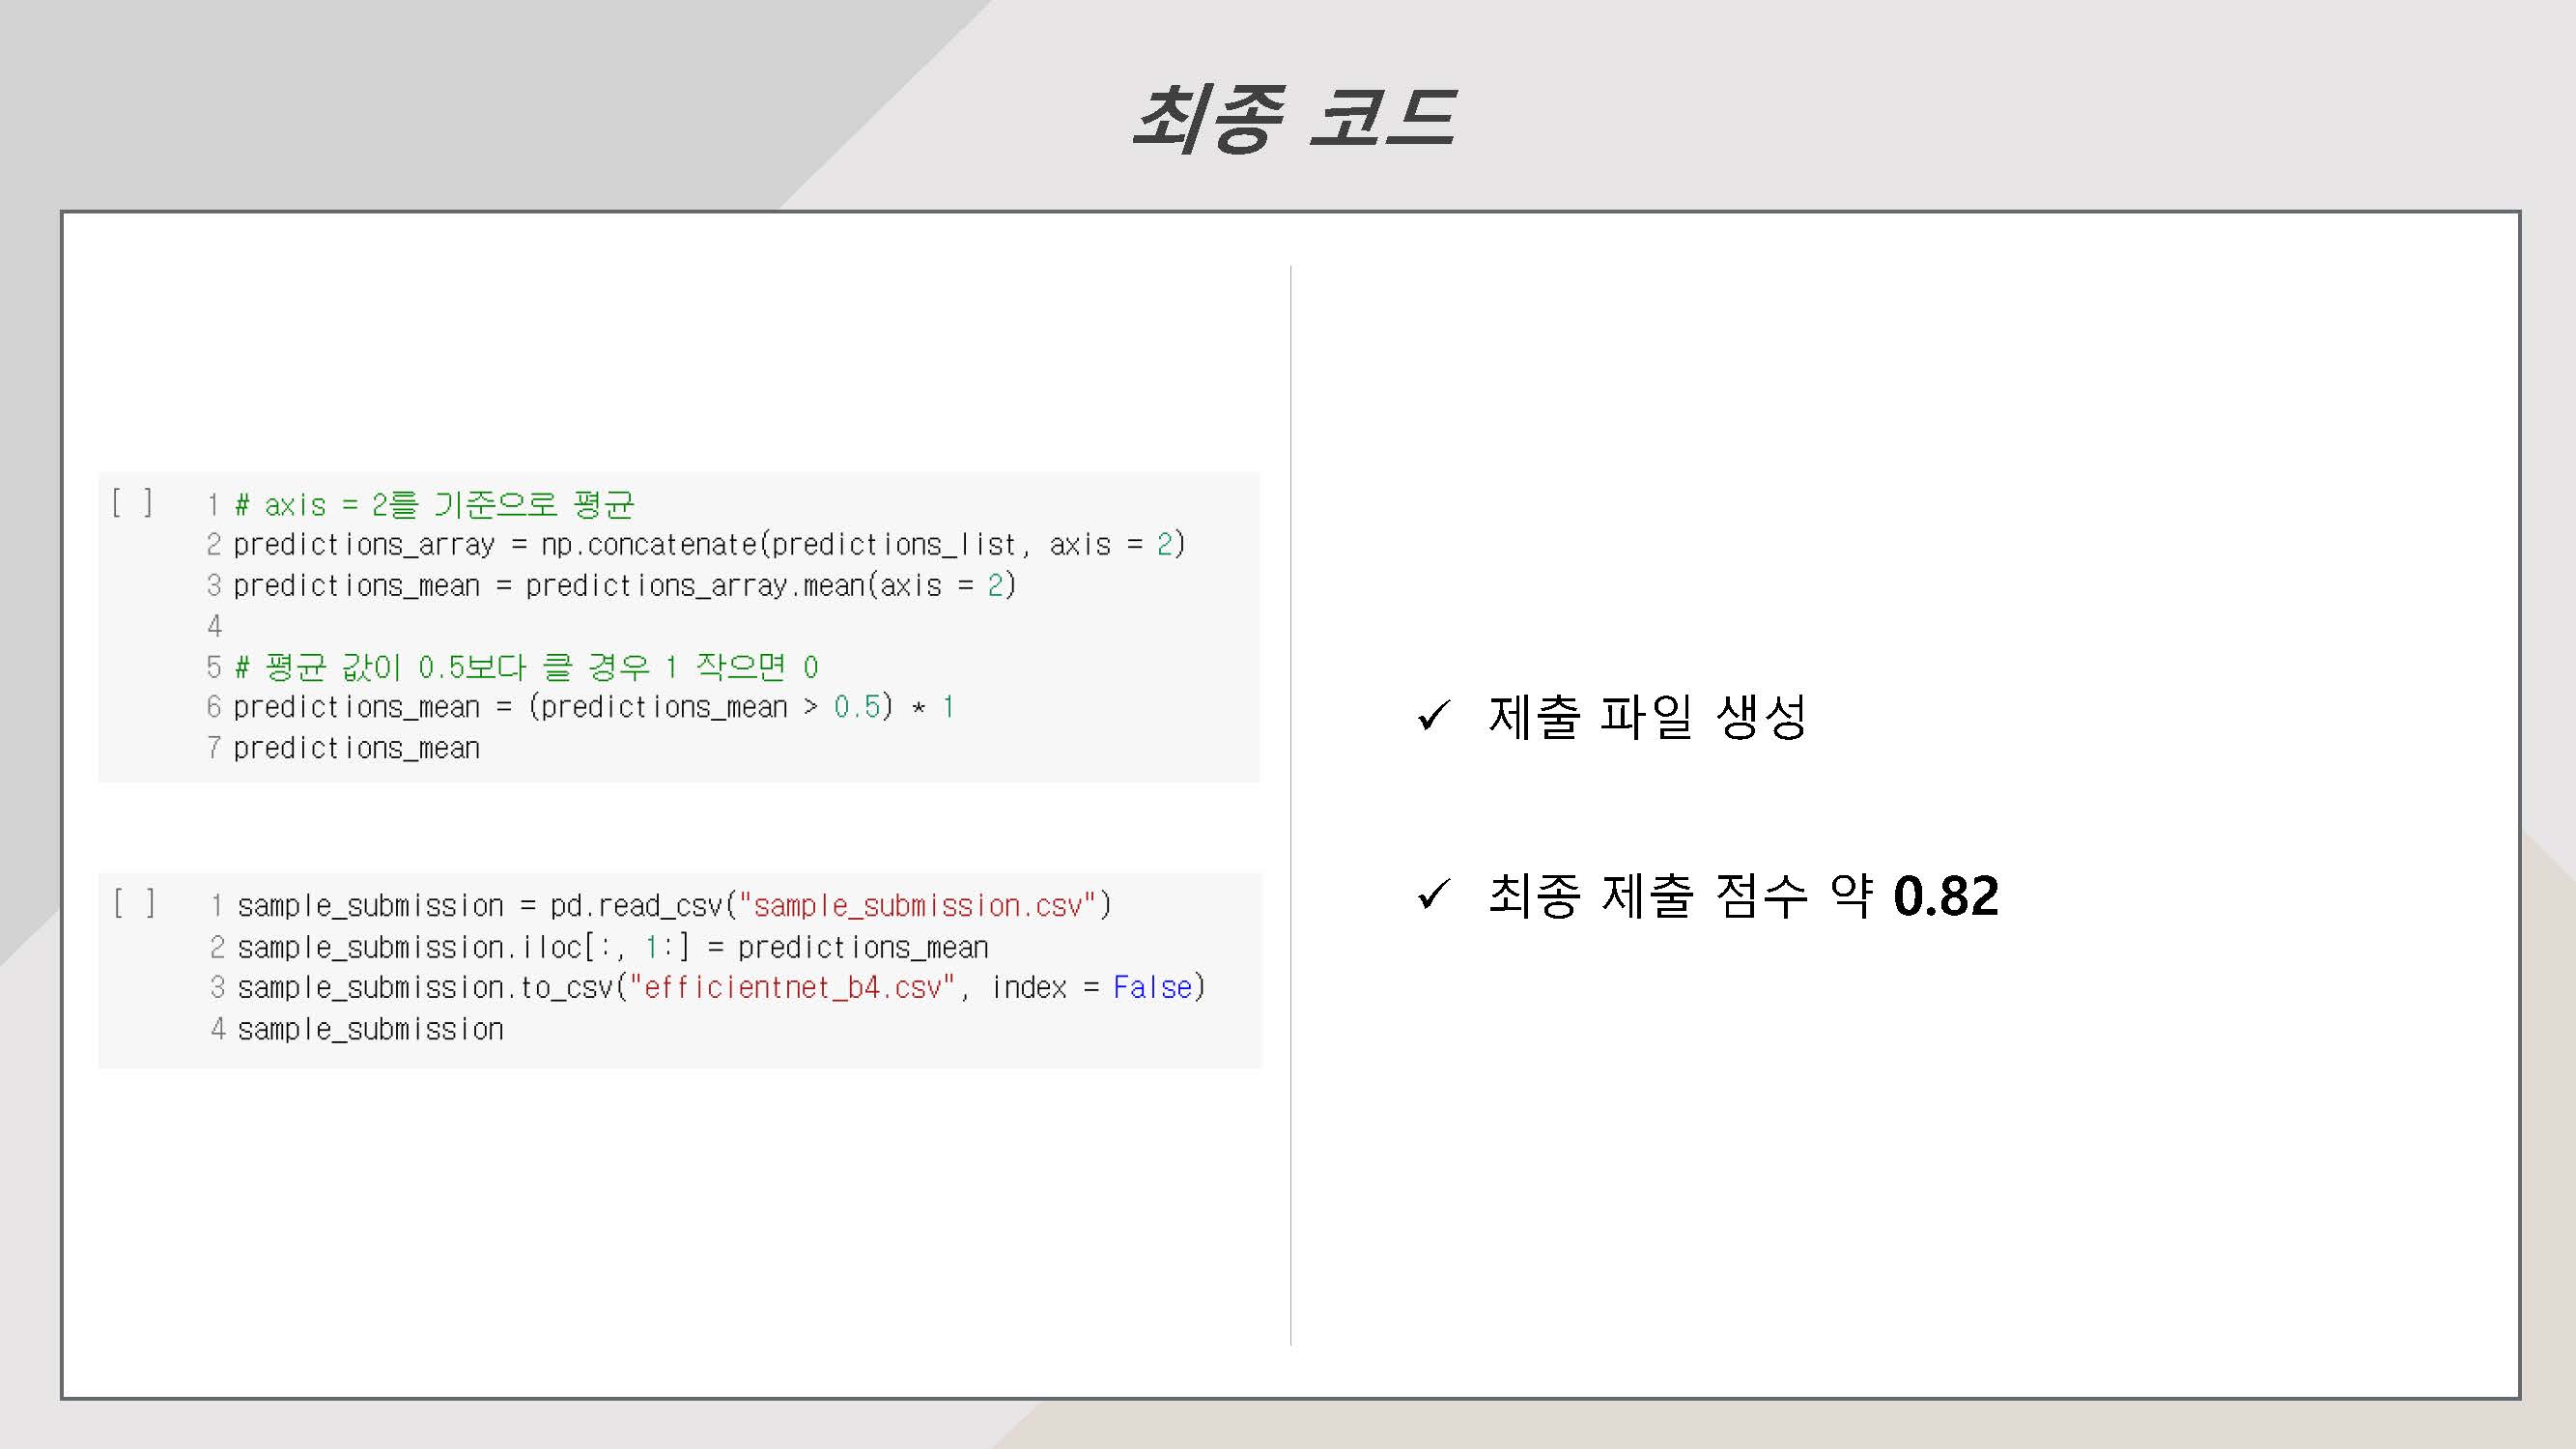 최종 코드
[ ] 1 # axis = 2를 기준으로 평균
2 predictions_array = np.concatenate(predictions_list, axis = 2)
3 predictions_mean = predictions_array.mean(axis = 2)
4
5 # 평균 값이 0.5보다 클 경우 1 작으면 0
6 predictions_mean = (predictions_mean > 0.5) * 1
7 predictions_mean
[ ] 1 sample_submission = pd.read_csv("sample_submission.csv")
2 sample_submission.iloc[:, 1:] = predictions_mean
3 sample_submission.to_csv("efficientnet_b4.csv", index = False)
4 sample_submission
✓ 제출 파일 생성
✓ 최종 제출 점수 약 0.82